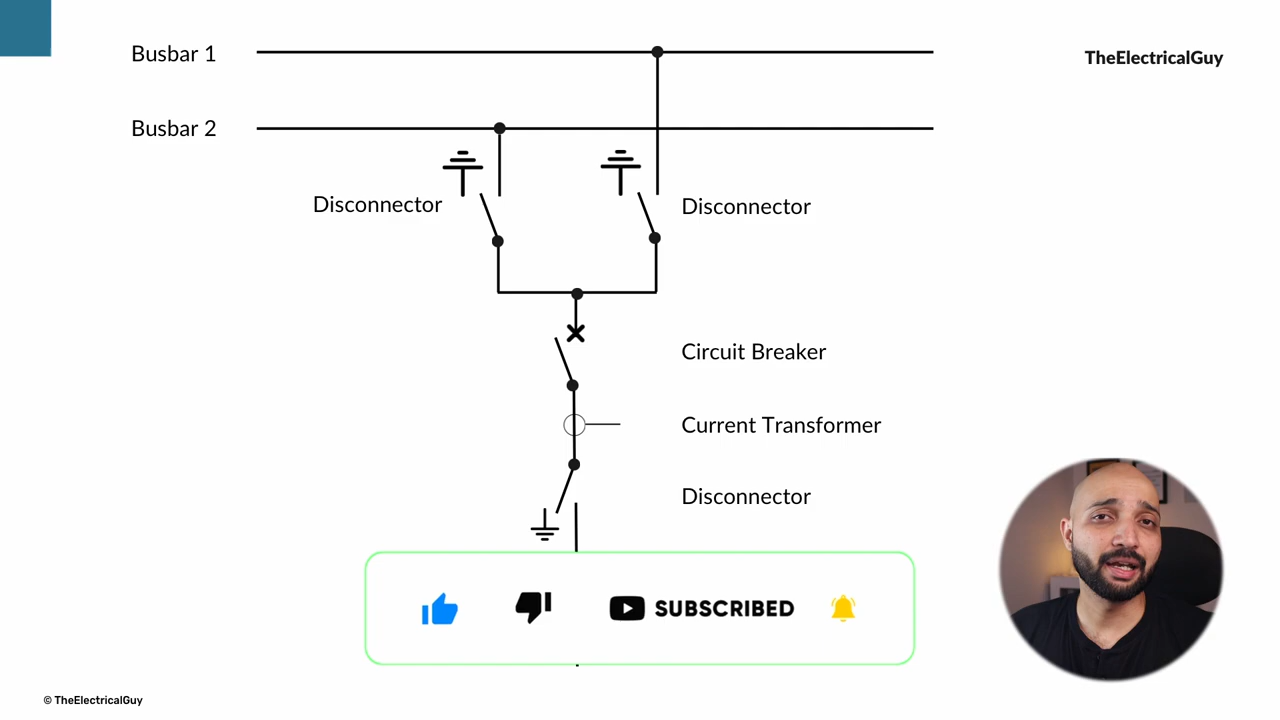 Busbar 1
TheElectricalGuy
Busbar 2
Disconnector
Disconnector
Circuit Breaker
Current Transformer
Disconnector
SUBSCRIBED
© TheElectricalGuy